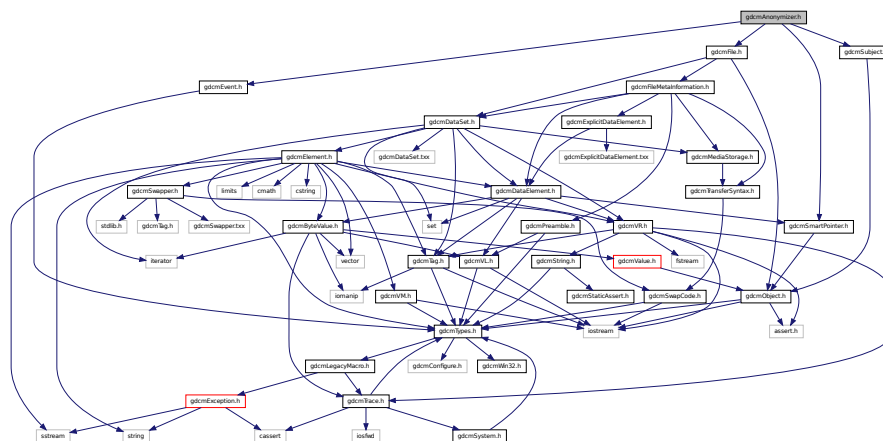 gdcmAnonymizer.h
gdcmFile.h
gdcmSubject.
gdcmEvent.h
gdcmFileMetaInformation.h
gdcmDataSet.h
gdcmExplicitDataElement.h
gdcmElement.h
gdcmDataSet.txx
gdcmExplicitDataElement.txx
gdcmMediaStorage.h
gdcmSwapper.h
limits
cmath
cstring
gdcmDataElement.h
gdcmTransferSyntax.h
stdlib.h
gdcmTag.h
gdcmSwapper.txx
gdcmByteValue.h
set
gdcmPreamble.h
gdcmVR.h
gdcmSmartPointer.h
iterator
vector
gdcmTag.h
gdcmVL.h
gdcmString.h
gdcmValue.h
fstream
iomanip
gdcmVM.h
gdcmStaticAssert.h
gdcmSwapCode.h
gdcmObject.h
gdcmTypes.h
iostream
assert.h
gdcmLegacyMacro.h
gdcmConfigure.h
gdcmWin32.h
gdcmException.h
gdcmTrace.h
sstream
string
cassert
iosfwd
gdcmSystem.h